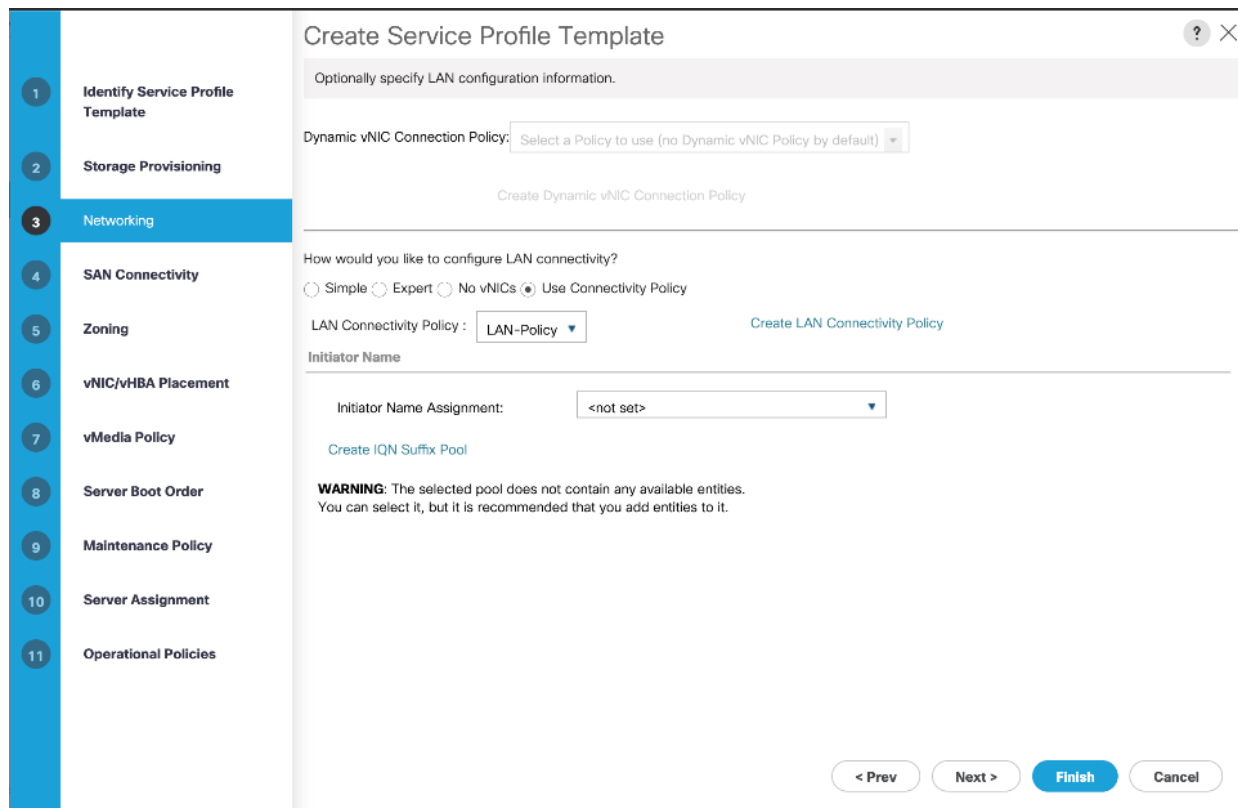 Create Service Profile Template
?
Optionally specify LAN configuration information.
1
Identify Service Profile
Template
2
Storage Provisioning
3
Networking
4
SAN Connectivity
5
Zoning
6
vNIC/vHBA Placement
7
vMedia Policy
8
Server Boot Order
9
Maintenance Policy
10
Server Assignment
11
Operational Policies
Dynamic vNIC Connection Policy: Select a Policy to use (no Dynamic vNIC Policy by default)
Create Dynamic vNIC Connection Policy
How would you like to configure LAN connectivity?
Simple Expert No vNICs Use Connectivity Policy
LAN Connectivity Policy : LAN-Policy Create LAN Connectivity Policy
Initiator Name
Initiator Name Assignment: <not set>
Create IQN Suffix Pool
WARNING: The selected pool does not contain any available entities.
You can select it, but it is recommended that you add entities to it.
< Prev Next > Finish Cancel